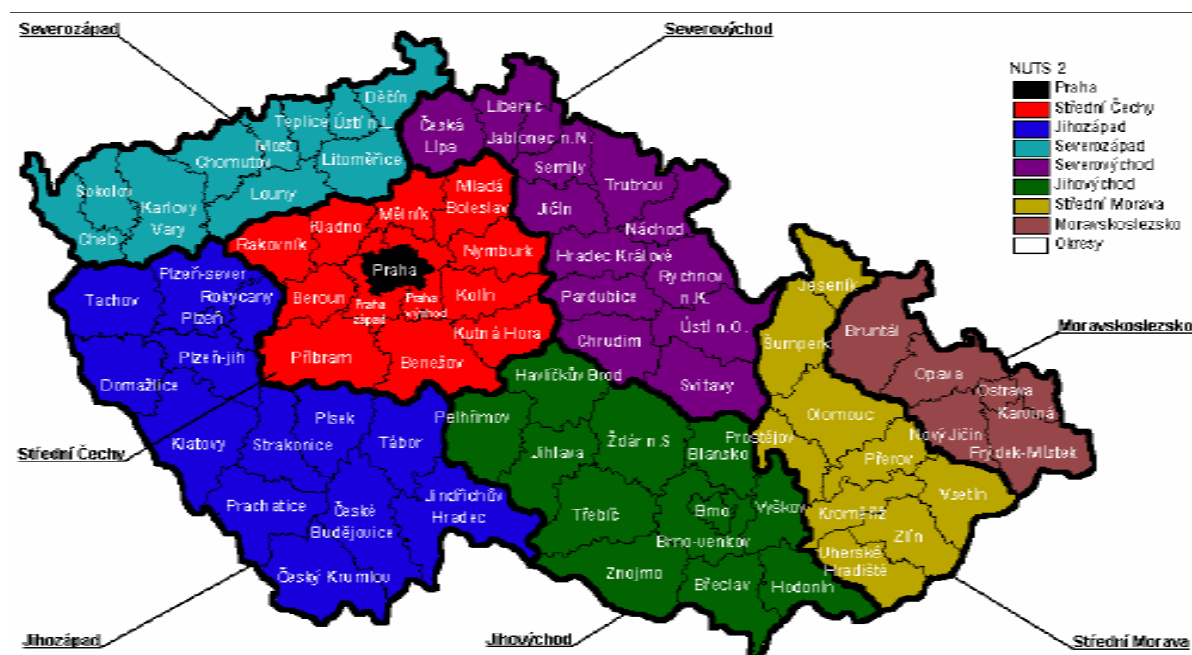 Severozápad
Severovýchod
NUTS 2
Praha
Střední Čechy
Jihozápad
Severozápad
Severovýchod
Jihovýchod
Střední Morava
Moravskoslezsko
Okresy
Děčín
Teplice
Ústí n.L.
Most
Chomutov
Litoměřice
Louny
Sokolov
Karlovy
Vary
Cheb
Liberec
Česká
Lípa
Jablonec n.N.
Semily
Trutnov
Jičín
Náchod
Hradec Králové
Rychnov
n.K.
Pardubice
Ústí n.O.
Chrudim
Svitavy
Mladá
Boleslav
Mělník
Kladno
Rakovník
Nymburk
Praha
Beroun
Praha
západ
Praha
východ
Kolín
Kutná Hora
Příbram
Benešov
Plzeň-sever
Tachov
Rokycany
Plzeň
Plzeň-jih
Domažlice
Klatovy
Písek
Strakonice
Tábor
Prachatice
České
Budějovice
Jindřichův
Hradec
Český Krumlov
Havlíčkův Brod
Pelhřimov
Jihlava
Žďár n.S
Blansko
Třebíč
Brno
Vyškov
Brno-venkov
Znojmo
Břeclav
Hodonín
Jeseník
Šumperk
Olomouc
Prostějov
Přerov
Kroměříž
Vsetín
Zlín
Uherské
Hradiště
Bruntál
Opava
Ostrava
Karviná
Nový Jičín
Frýdek-Místek
Moravskoslezsko
Střední Čechy
Jihozápad
Jihovýchod
Střední Morava